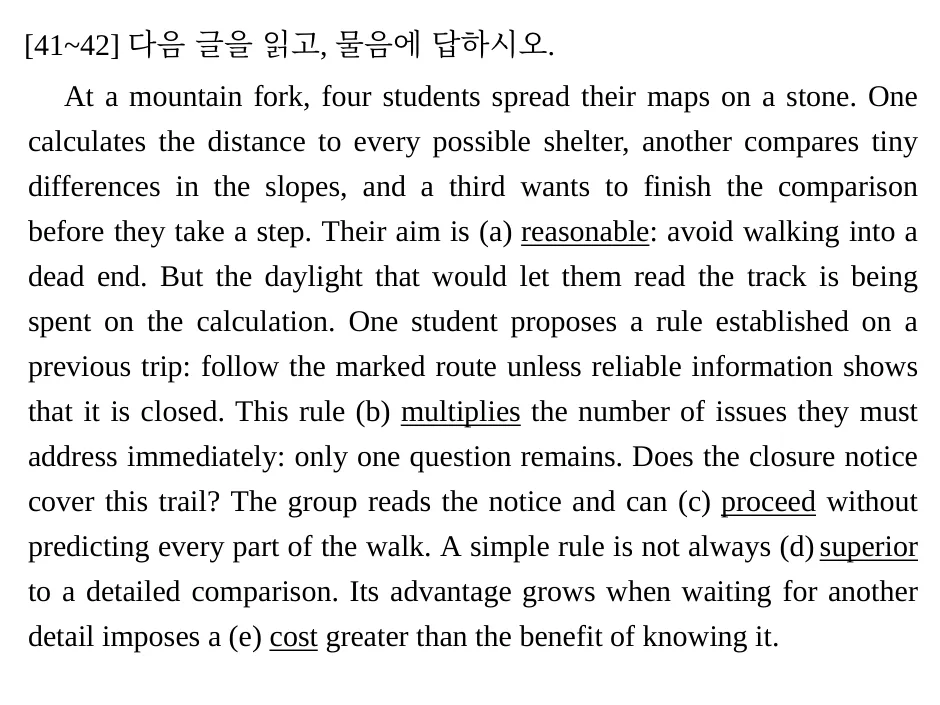 [41~42] 다음 글을 읽고, 물음에 답하시오.
At a mountain fork, four students spread their maps on a stone. One
calculates the distance to every possible shelter, another compares tiny
differences in the slopes, and a third wants to finish the comparison
before they take a step. Their aim is (a) reasonable: avoid walking into a
dead end. But the daylight that would let them read the track is being
spent on the calculation. One student proposes a rule established on a
previous trip: follow the marked route unless reliable information shows
that it is closed. This rule (b) multiplies the number of issues they must
address immediately: only one question remains. Does the closure notice
cover this trail? The group reads the notice and can (c) proceed without
predicting every part of the walk. A simple rule is not always (d) superior
to a detailed comparison. Its advantage grows when waiting for another
detail imposes a (e) cost greater than the benefit of knowing it.